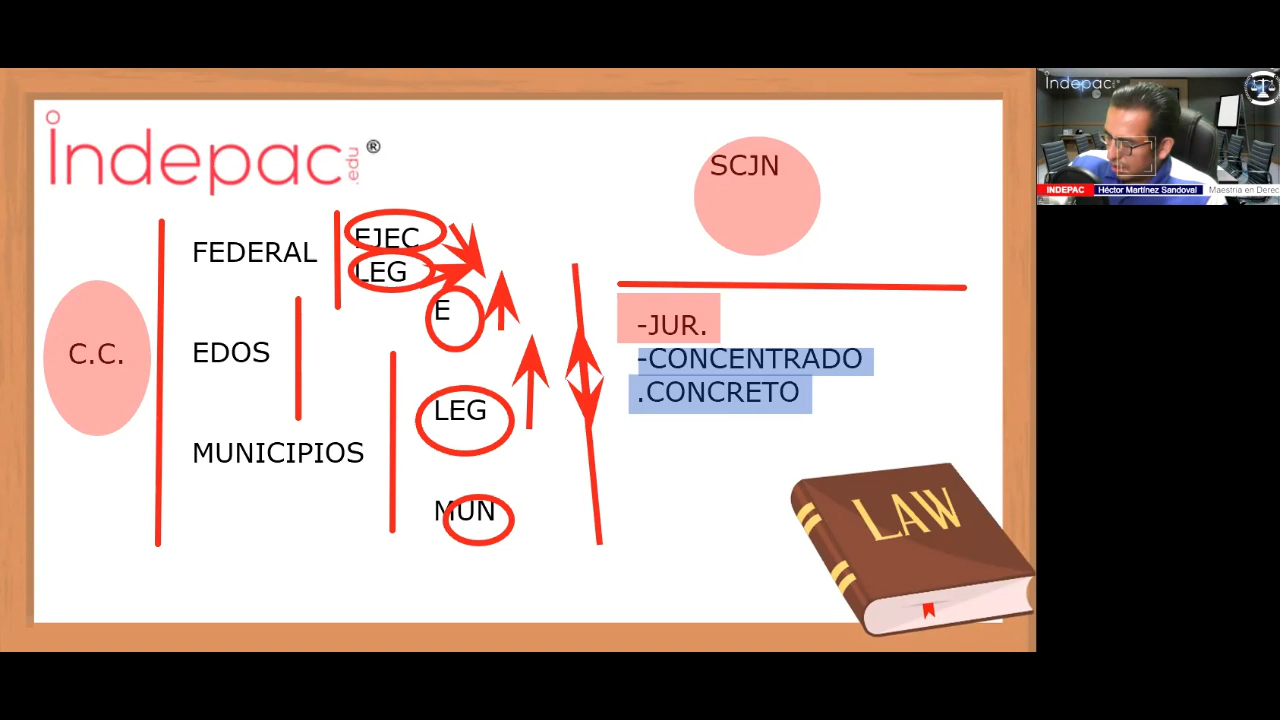 indepac.edu ®
SCJN
EJEC
FEDERAL
LEG
E
-JUR.
C.C.
EDOS
-CONCENTRADO
.CONCRETO
LEG
MUNICIPIOS
MUN
LAW
indepac
INDEPAC Héctor Martínez Sandoval Maestría en Derec